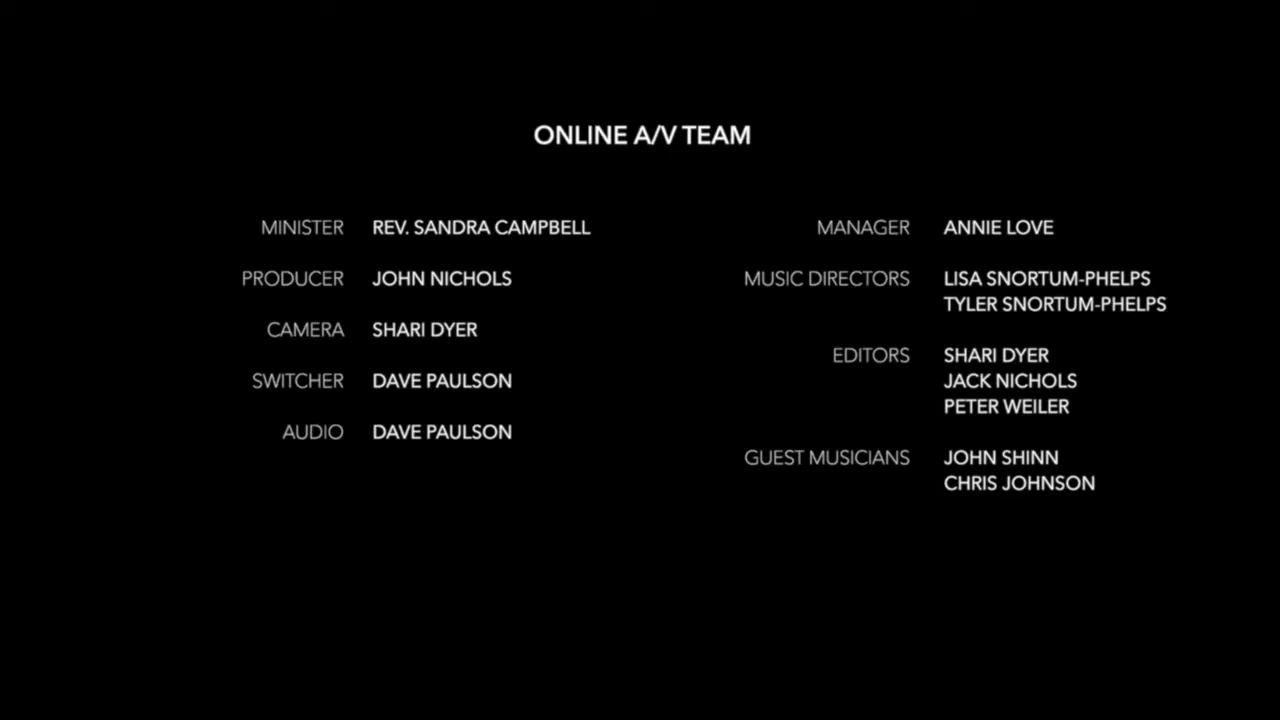 ONLINE A/V TEAM
MINISTER REV. SANDRA CAMPBELL
PRODUCER JOHN NICHOLS
CAMERA SHARI DYER
SWITCHER DAVE PAULSON
AUDIO DAVE PAULSON
MANAGER ANNIE LOVE
MUSIC DIRECTORS LISA SNORTUM-PHELPS
TYLER SNORTUM-PHELPS
EDITORS SHARI DYER
JACK NICHOLS
PETER WEILER
GUEST MUSICIANS JOHN SHINN
CHRIS JOHNSON